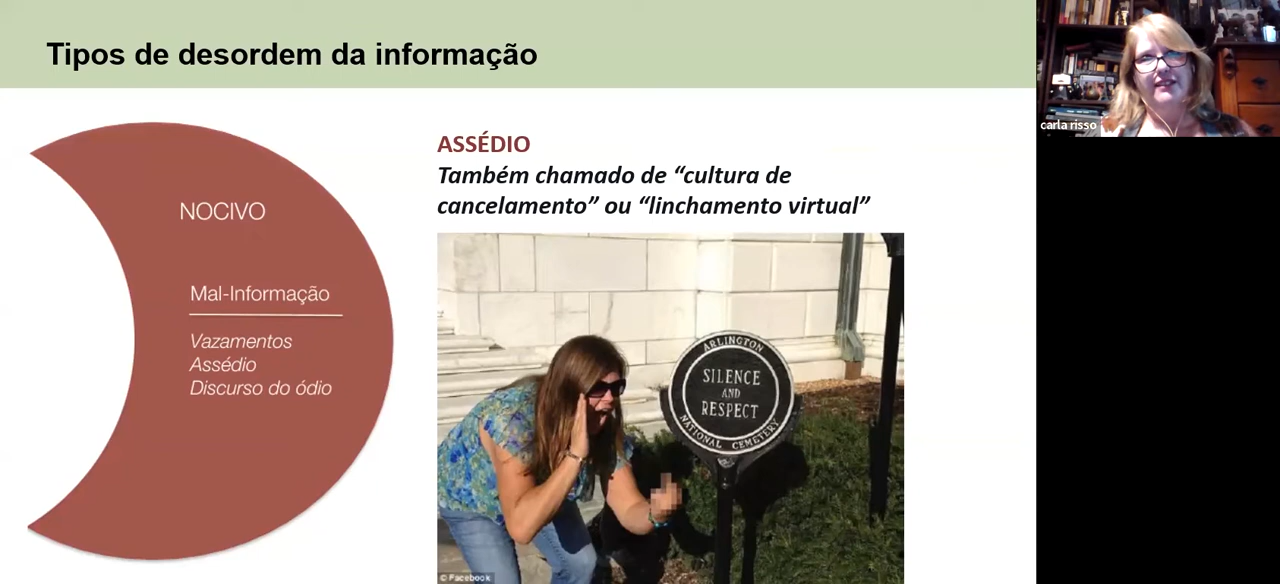 Tipos de desordem da informação
carla risso
ASSÉDIO
Também chamado de “cultura de
cancelamento” ou “linchamento virtual”
NOCIVO
Mal-Informação
Vazamentos
Assédio
Discurso do ódio
ARLINGTON
SILENCE
AND
RESPECT
NATIONAL CEMETERY
© Facebook